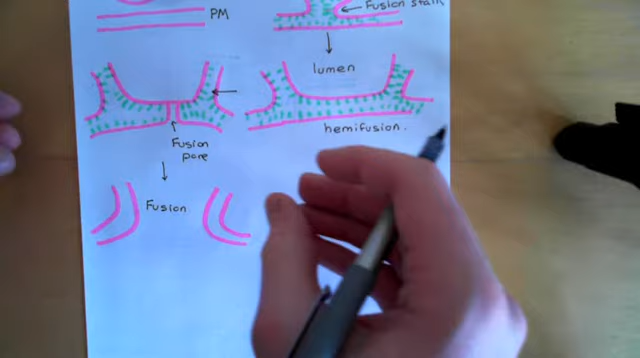 PM
Fusion stalk
lumen
hemifusion.
Fusion
pore
Fusion